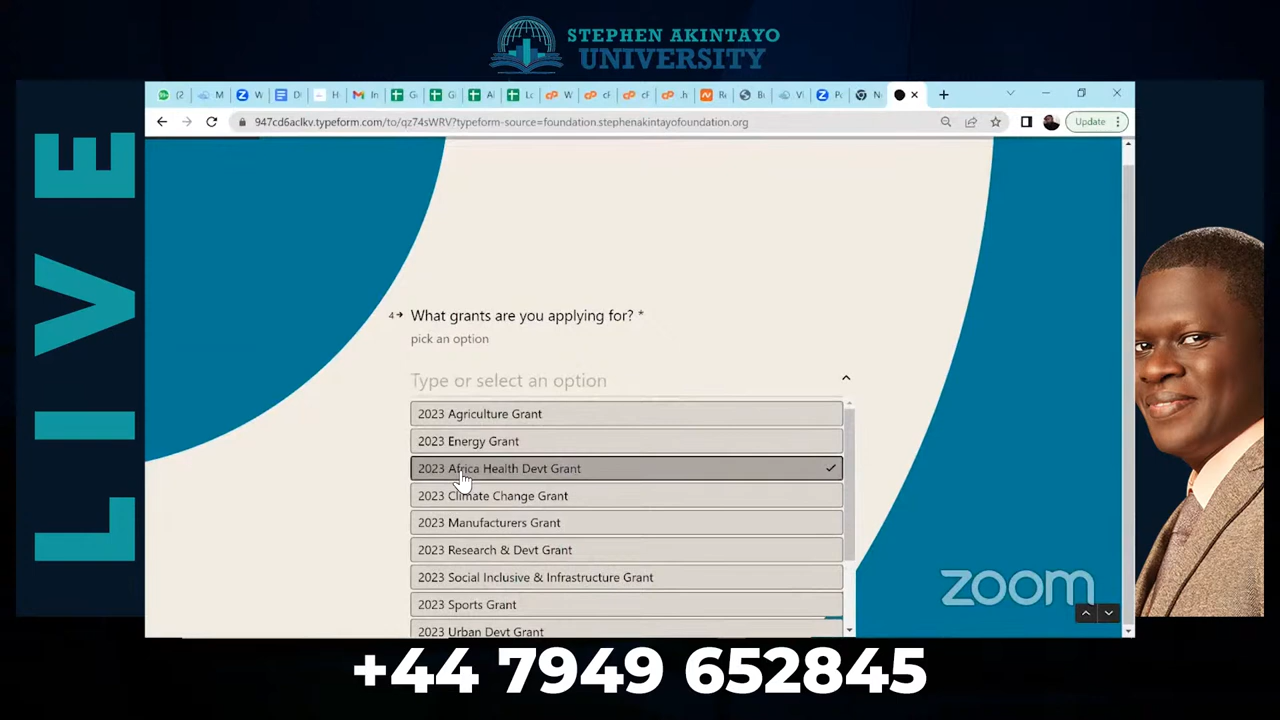 STEPHEN AKINTAYO
UNIVERSITY
LIVE
947cd6aclkv.typeform.com/to/qz74sWRV?typeform-source=foundation.stephenakintayofoundation.org
Update
4 What grants are you applying for? *
pick an option
Type or select an option
2023 Agriculture Grant
2023 Energy Grant
2023 Africa Health Devt Grant
2023 Climate Change Grant
2023 Manufacturers Grant
2023 Research & Devt Grant
2023 Social Inclusive & Infrastructure Grant
2023 Sports Grant
2023 Urban Devt Grant
zoom
+44 7949 652845